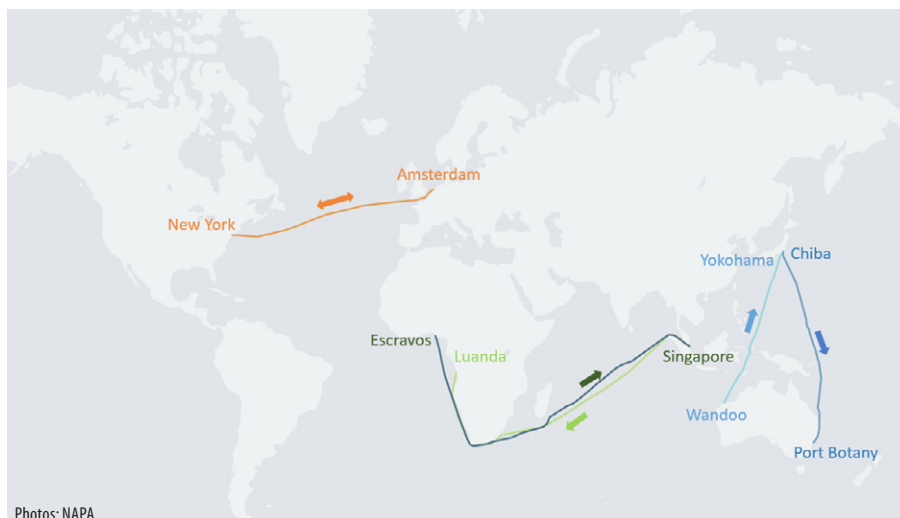 Amsterdam
New York
Yokohama
Chiba
Escravos
Luanda
Singapore
Wandoo
Port Botany
Photos: NAPA